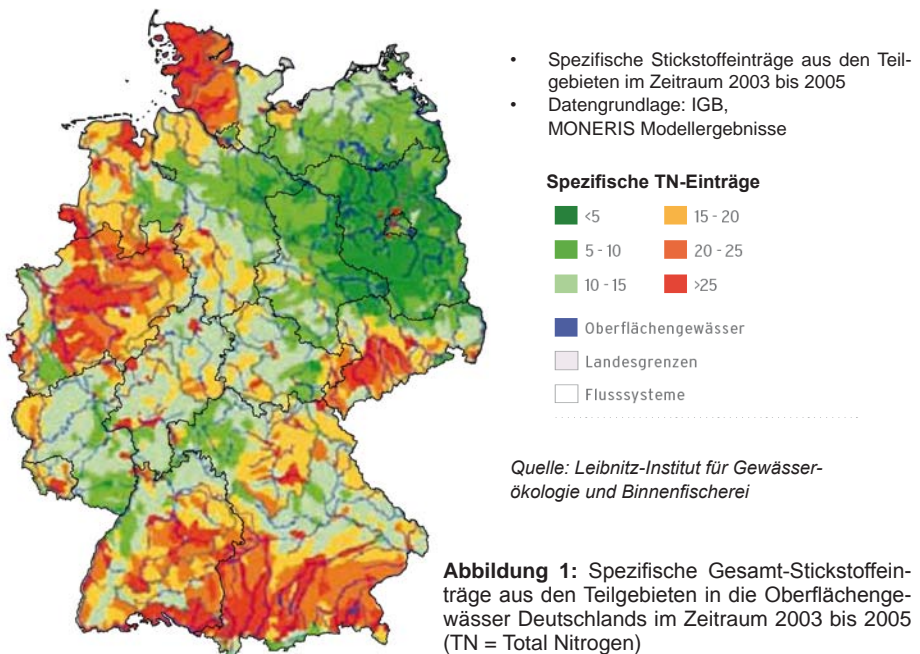 • Spezifische Stickstoffeinträge aus den Teil-
gebieten im Zeitraum 2003 bis 2005
• Datengrundlage: IGB,
MONERIS Modellergebnisse
Spezifische TN-Einträge
<5
15 - 20
5 - 10
20 - 25
10 - 15
>25
Oberflächengewässer
Landesgrenzen
Flusssysteme
Quelle: Leibnitz-Institut für Gewässer-
ökologie und Binnenfischerei
Abbildung 1: Spezifische Gesamt-Stickstoffein-
träge aus den Teilgebieten in die Oberflächenge-
wässer Deutschlands im Zeitraum 2003 bis 2005
(TN = Total Nitrogen)